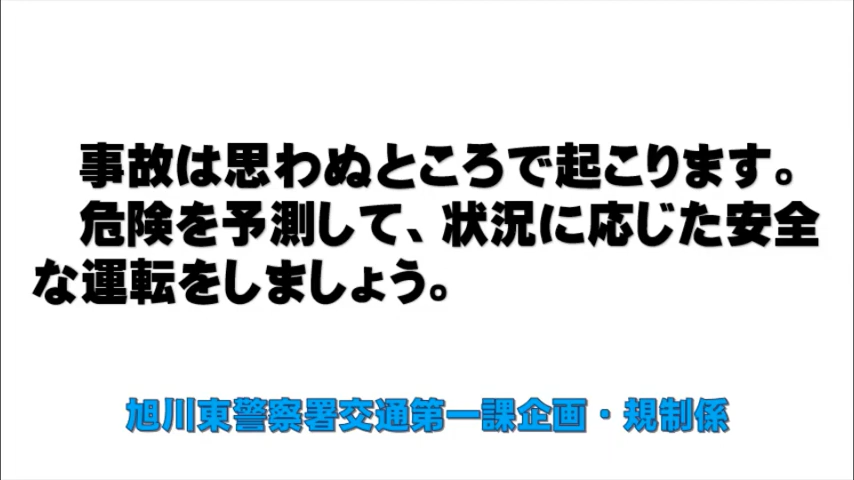 事故は思わぬところで起こります。
危険を予測して、状況に応じた安全
な運転をしましょう。
旭川東警察署交通第一課企画・規制係